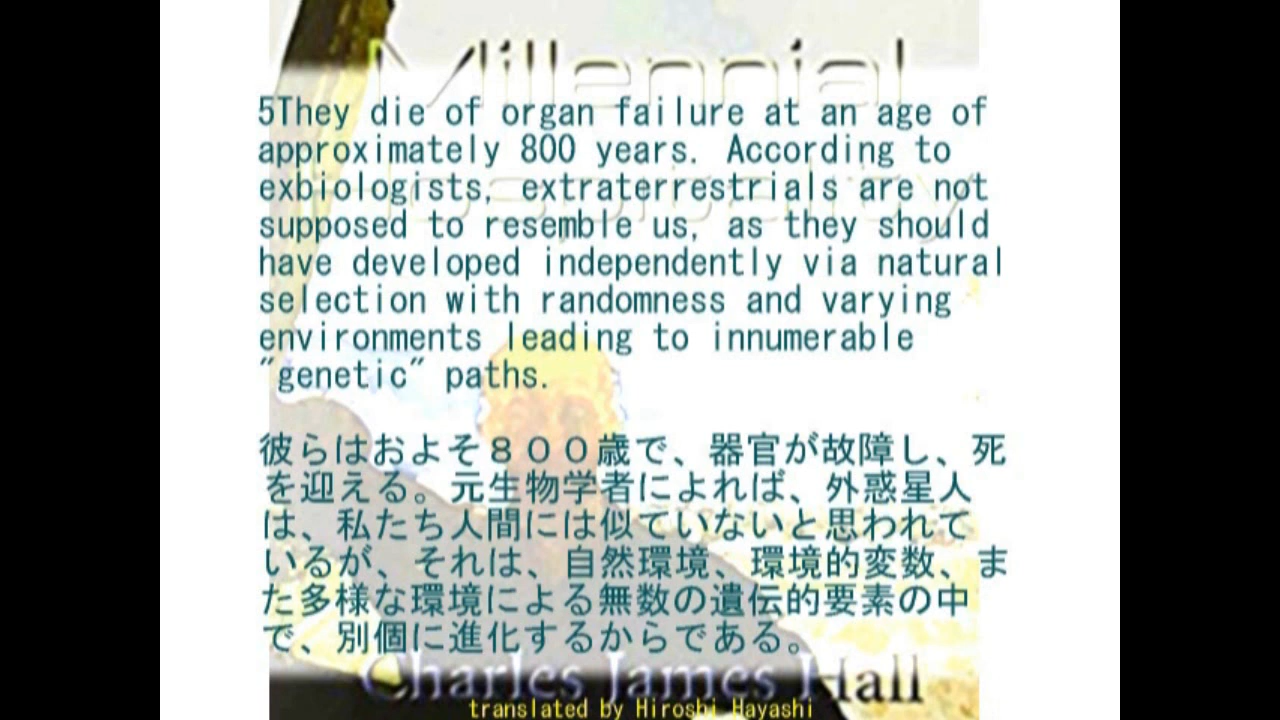 Millennial
5They die of organ failure at an age of
approximately 800 years. According to
exbiologists, extraterrestrials are not
supposed to resemble us, as they should
have developed independently via natural
selection with randomness and varying
environments leading to innumerable
"genetic" paths.
彼らはおよそ８００歳で、器官が故障し、死
を迎える。元生物学者によれば、外惑星人
は、私たち人間には似ていないと思われて
いるが、それは、自然環境、環境的変数、ま
た多様な環境による無数の遺伝的要素の中
で、別個に進化するからである。
Charles James Hall
translated by Hiroshi Hayashi